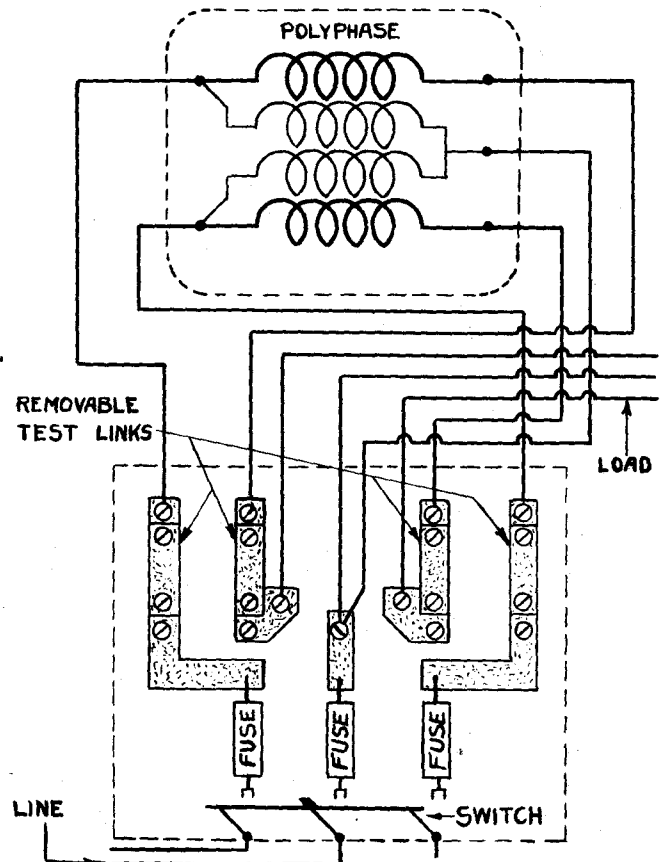 POLYPHASE
REMOVABLE
TEST LINKS
LOAD
FUSE
FUSE
FUSE
LINE
SWITCH